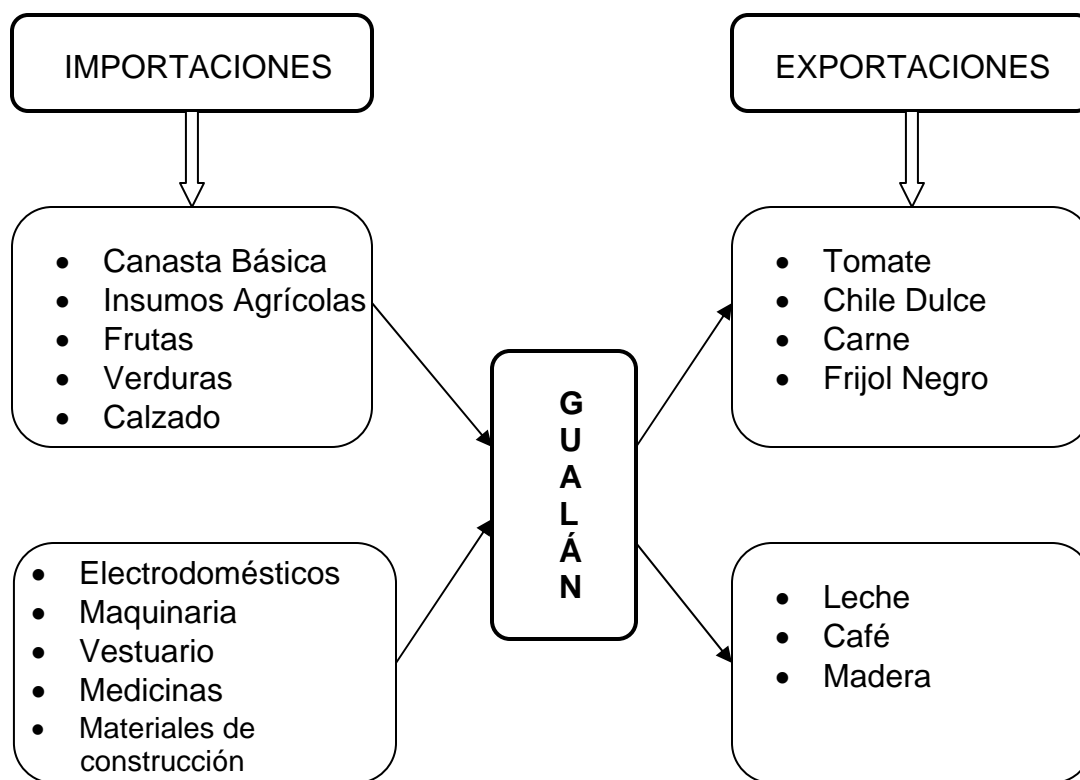 IMPORTACIONES
EXPORTACIONES
• Canasta Básica
• Insumos Agrícolas
• Frutas
• Verduras
• Calzado
• Tomate
• Chile Dulce
• Carne
• Frijol Negro
G
U
A
L
Á
N
• Electrodomésticos
• Maquinaria
• Vestuario
• Medicinas
• Materiales de
construcción
• Leche
• Café
• Madera